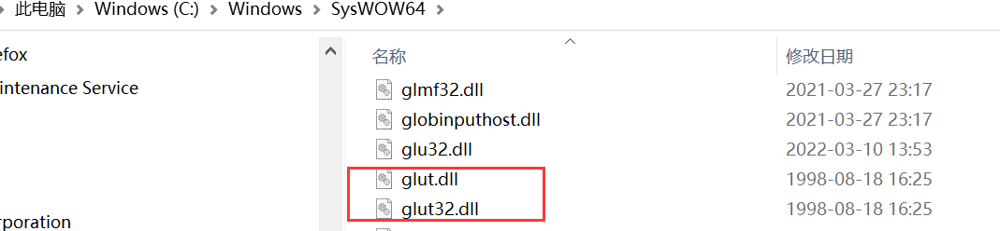 此电脑 > Windows (C:) > Windows > SysWOW64 >
efox
intenance Service
orporation
名称 修改日期
glmf32.dll 2021-03-27 23:17
globinputhost.dll 2021-03-27 23:17
glu32.dll 2022-03-10 13:53
glut.dll 1998-08-18 16:25
glut32.dll 1998-08-18 16:25